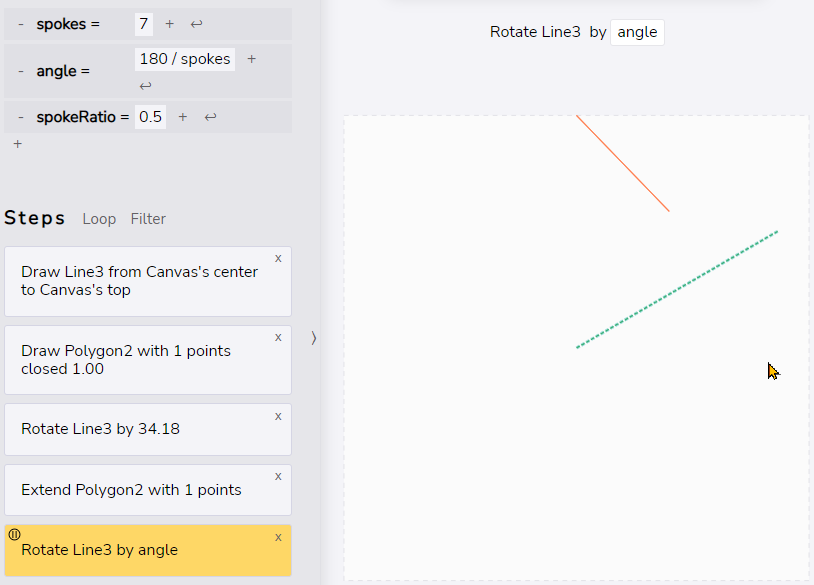 - spokes = 7 + ↩
- angle = 180 / spokes +
↩
- spokeRatio = 0.5 + ↩
+
Steps Loop Filter
Draw Line3 from Canvas's center x
to Canvas's top
Draw Polygon2 with 1 points x
closed 1.00
Rotate Line3 by 34.18 x
Extend Polygon2 with 1 points x
Rotate Line3 by angle x
⟩
Rotate Line3 by angle